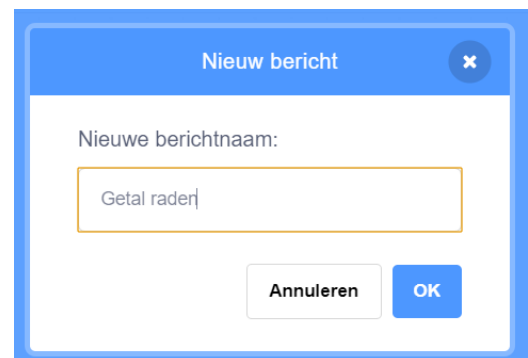 Nieuw bericht
Nieuwe berichtnaam:
Getal raden
Annuleren OK